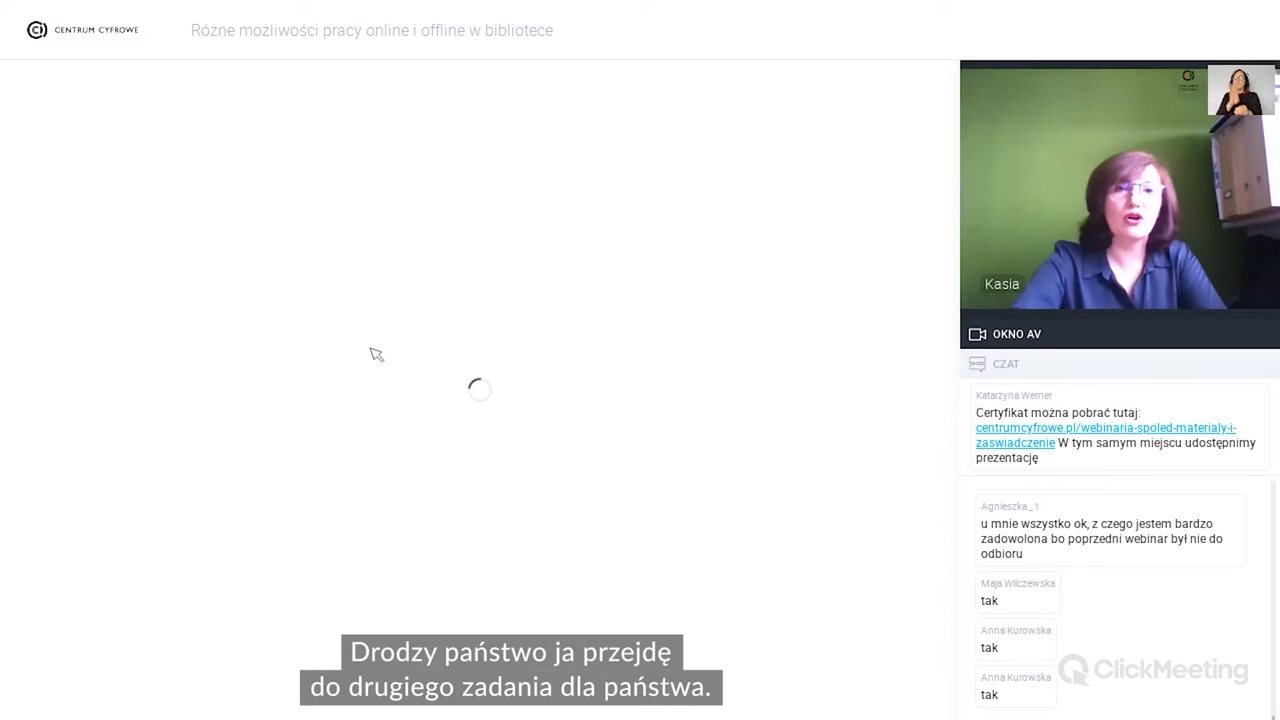 CENTRUM CYFROWE
Różne możliwości pracy online i offline w bibliotece
Kasia
OKNO AV
CZAT
Katarzyna Werner
Certyfikat można pobrać tutaj:
centrumcyfrowe.pl/webinaria-spoled-materialy-i-
zaswiadczenie W tym samym miejscu udostępnimy
prezentację
Agnieszka_1
u mnie wszystko ok, z czego jestem bardzo
zadowolona bo poprzedni webinar był nie do
odbioru
Maja Wilczewska
tak
Anna Kurowska
tak
Anna Kurowska
tak
ClickMeeting
Drodzy państwo ja przejdę
do drugiego zadania dla państwa.